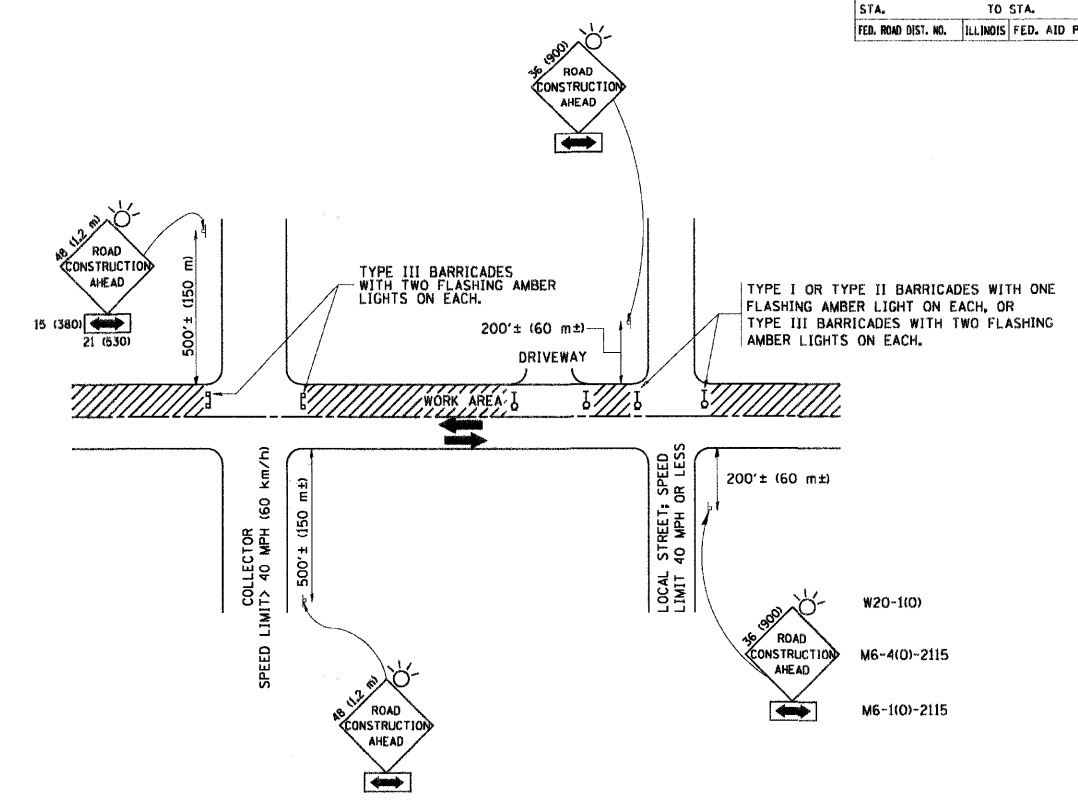 STA. TO STA.
FED. ROAD DIST. NO. ILLINOIS FED. AID P
36 (900)
ROAD
CONSTRUCTION
AHEAD
48 (1.2 m)
ROAD
CONSTRUCTION
AHEAD
15 (380)
21 (530)
500'± (150 m)
TYPE III BARRICADES
WITH TWO FLASHING AMBER
LIGHTS ON EACH.
200'± (60 m±)
DRIVEWAY
TYPE I OR TYPE II BARRICADES WITH ONE
FLASHING AMBER LIGHT ON EACH, OR
TYPE III BARRICADES WITH TWO FLASHING
AMBER LIGHTS ON EACH.
WORK AREA
COLLECTOR
SPEED LIMIT> 40 MPH (60 km/h)
500'± (150 m±)
LOCAL STREET; SPEED
LIMIT 40 MPH OR LESS
200'± (60 m±)
48 (1.2 m)
ROAD
CONSTRUCTION
AHEAD
36 (900)
ROAD
CONSTRUCTION
AHEAD
W20-1(O)
M6-4(O)-2115
M6-1(O)-2115